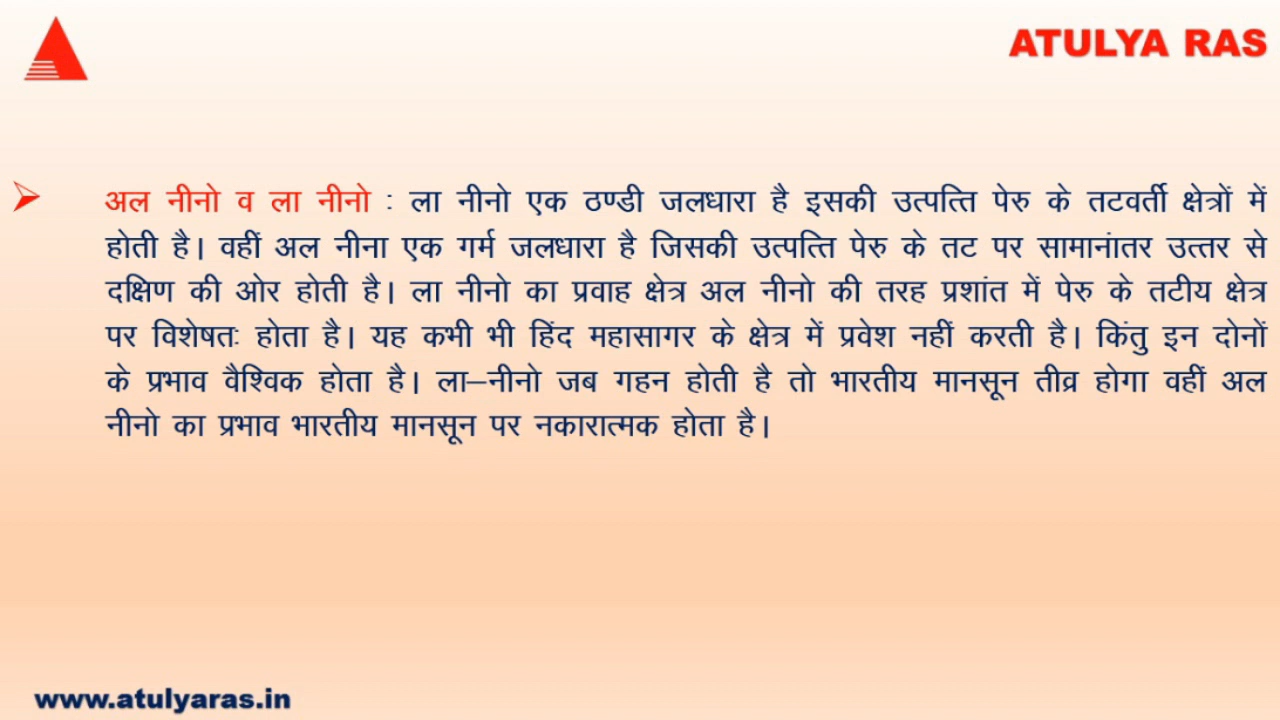 ATULYA RAS
➢ अल नीनो व ला नीनो : ला नीनो एक ठण्डी जलधारा है इसकी उत्पत्ति पेरु के तटवर्ती क्षेत्रों में
होती है। वहीं अल नीना एक गर्म जलधारा है जिसकी उत्पत्ति पेरु के तट पर सामानांतर उत्तर से
दक्षिण की ओर होती है। ला नीनो का प्रवाह क्षेत्र अल नीनो की तरह प्रशांत में पेरु के तटीय क्षेत्र
पर विशेषतः होता है। यह कभी भी हिंद महासागर के क्षेत्र में प्रवेश नहीं करती है। किंतु इन दोनों
के प्रभाव वैश्विक होता है। ला–नीनो जब गहन होती है तो भारतीय मानसून तीव्र होगा वहीं अल
नीनो का प्रभाव भारतीय मानसून पर नकारात्मक होता है।
www.atulyaras.in